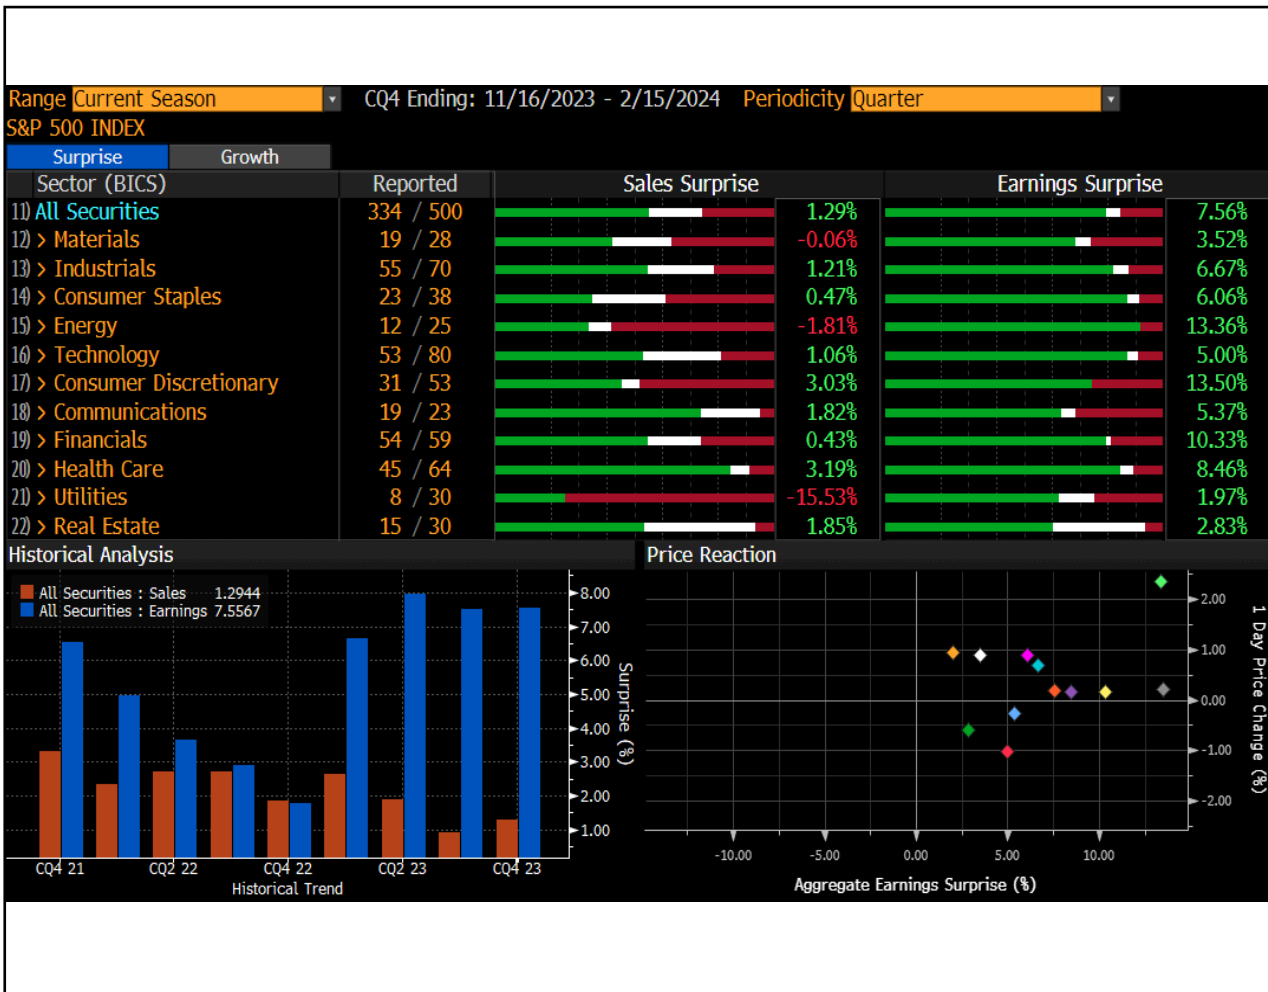 Range Current Season CQ4 Ending: 11/16/2023 - 2/15/2024 Periodicity Quarter
S&P 500 INDEX
Surprise Growth
Sector (BICS) Reported Sales Surprise Earnings Surprise
11) All Securities 334 / 500 1.29% 7.56%
12) > Materials 19 / 28 -0.06% 3.52%
13) > Industrials 55 / 70 1.21% 6.67%
14) > Consumer Staples 23 / 38 0.47% 6.06%
15) > Energy 12 / 25 -1.81% 13.36%
16) > Technology 53 / 80 1.06% 5.00%
17) > Consumer Discretionary 31 / 53 3.03% 13.50%
18) > Communications 19 / 23 1.82% 5.37%
19) > Financials 54 / 59 0.43% 10.33%
20) > Health Care 45 / 64 3.19% 8.46%
21) > Utilities 8 / 30 -15.53% 1.97%
22) > Real Estate 15 / 30 1.85% 2.83%
Historical Analysis
All Securities : Sales 1.2944
All Securities : Earnings 7.5567
8.00
7.00
6.00
5.00
4.00
3.00
2.00
1.00
Surprise (%)
CQ4 21 CQ2 22 CQ4 22 CQ2 23 CQ4 23
Historical Trend
Price Reaction
2.00
1.00
0.00
-1.00
-2.00
1 Day Price Change (%)
-10.00 -5.00 0.00 5.00 10.00
Aggregate Earnings Surprise (%)